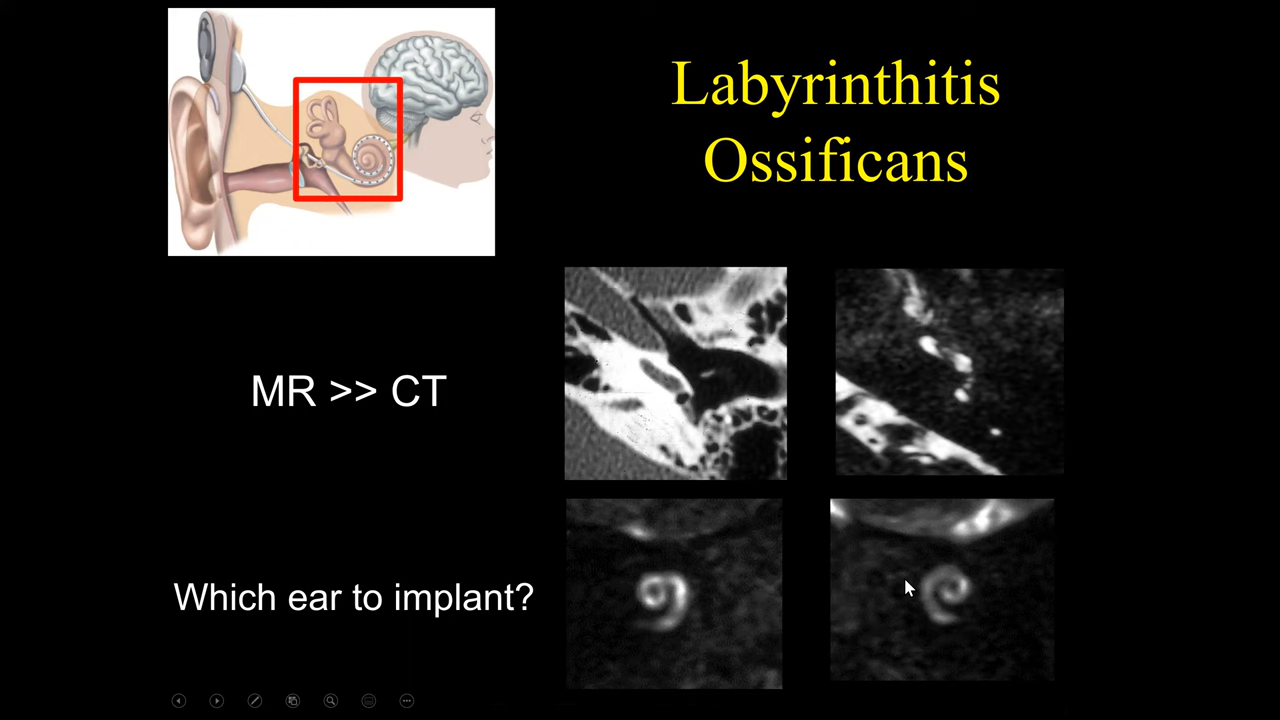 Labyrinthitis
Ossificans
MR >> CT
Which ear to implant?